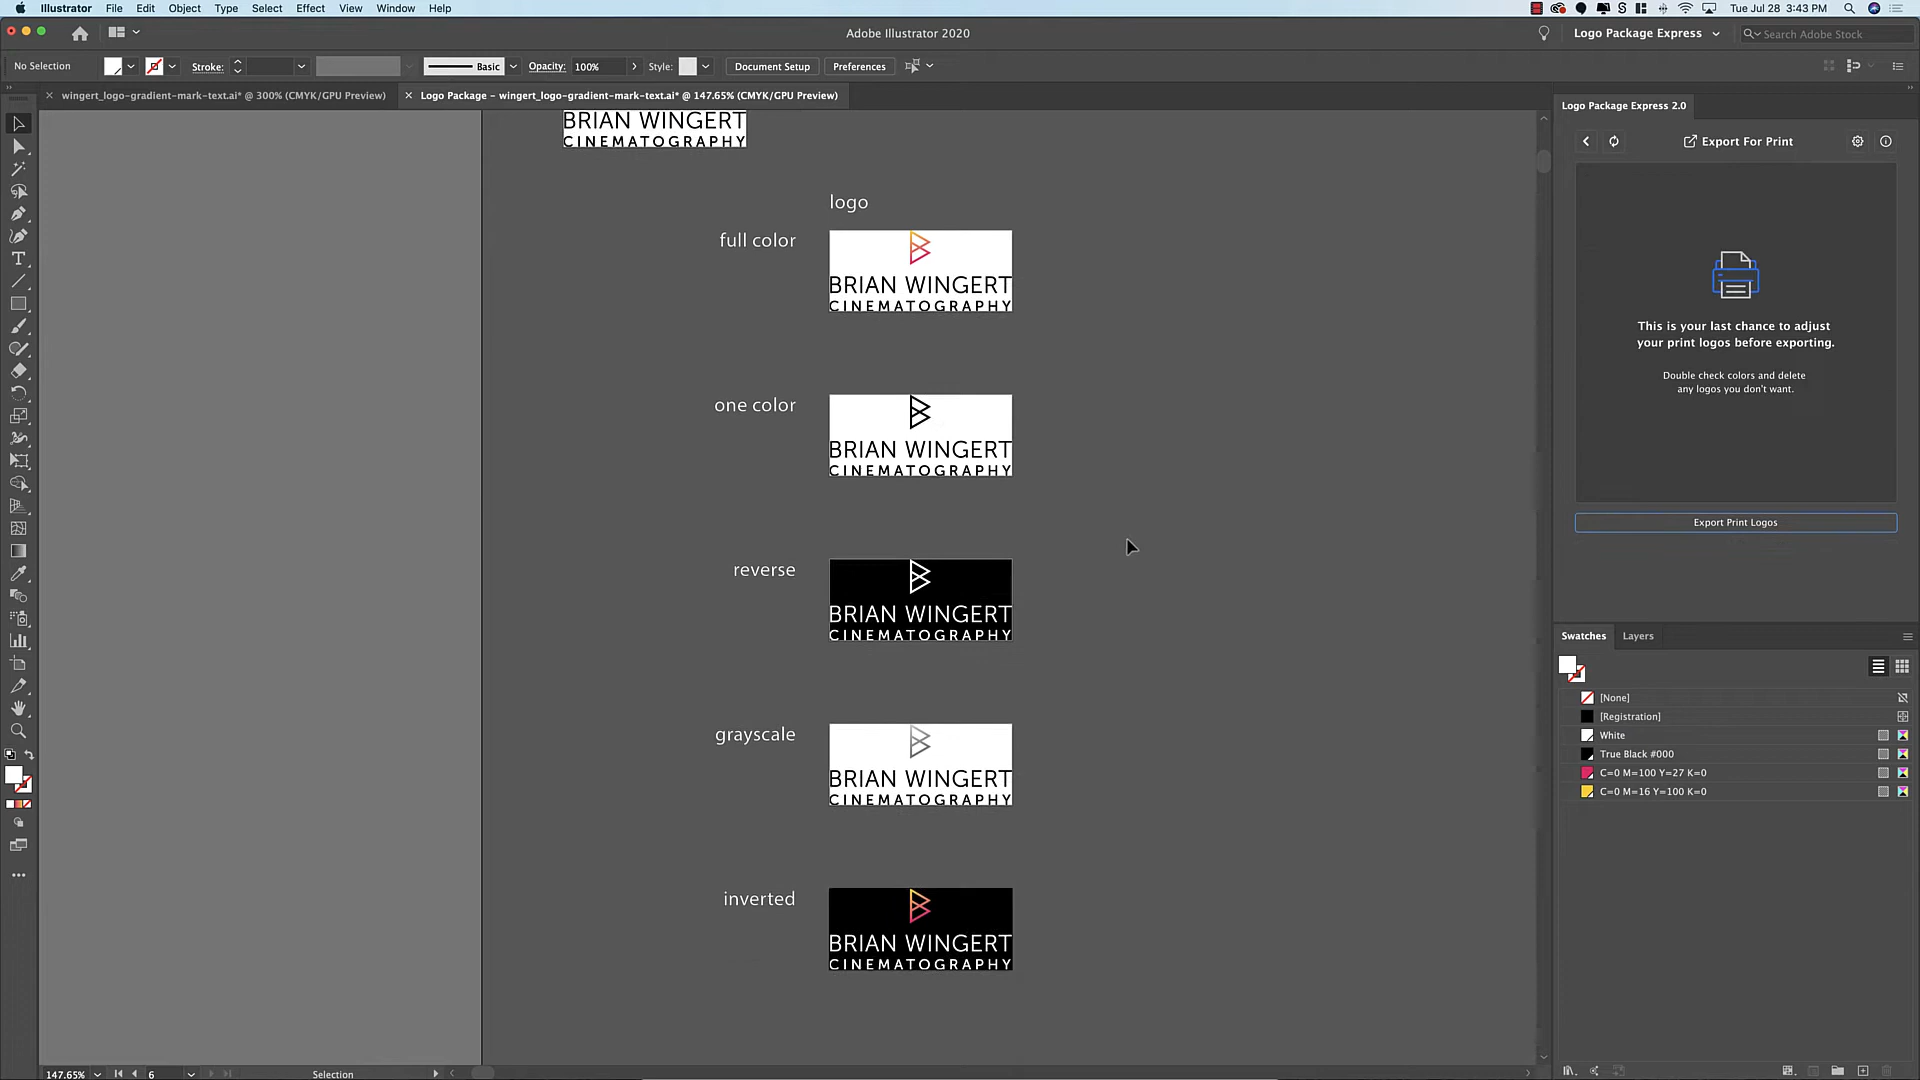 Illustrator File Edit Object Type Select Effect View Window Help
Tue Jul 28 3:43 PM
Adobe Illustrator 2020
Logo Package Express
Search Adobe Stock
No Selection
Stroke:
Basic
Opacity: 100%
Style:
Document Setup
Preferences
wingert_logo-gradient-mark-text.ai* @ 300% (CMYK/GPU Preview)
Logo Package - wingert_logo-gradient-mark-text.ai* @ 147.65% (CMYK/GPU Preview)
Logo Package Express 2.0
Export For Print
BRIAN WINGERT
CINEMATOGRAPHY
logo
full color
BRIAN WINGERT
CINEMATOGRAPHY
one color
BRIAN WINGERT
CINEMATOGRAPHY
reverse
BRIAN WINGERT
CINEMATOGRAPHY
grayscale
BRIAN WINGERT
CINEMATOGRAPHY
inverted
BRIAN WINGERT
CINEMATOGRAPHY
This is your last chance to adjust
your print logos before exporting.
Double check colors and delete
any logos you don't want.
Export Print Logos
Swatches
Layers
[None]
[Registration]
White
True Black #000
C=0 M=100 Y=27 K=0
C=0 M=16 Y=100 K=0
147.65%
6
Selection